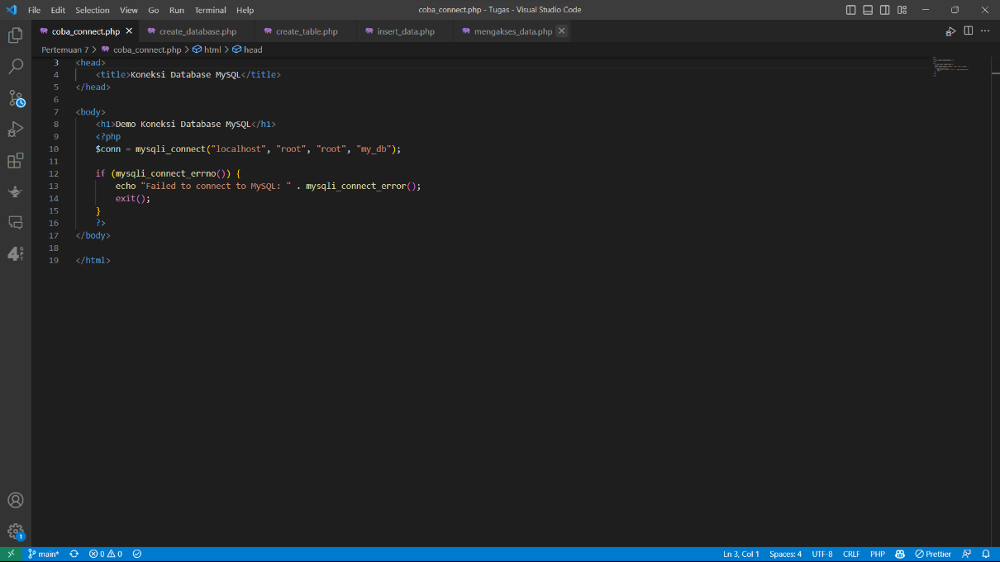 File Edit Selection View Go Run Terminal Help coba_connect.php - Tugas - Visual Studio Code
coba_connect.php create_database.php create_table.php insert_data.php mengakses_data.php
Pertemuan 7 > coba_connect.php > html > head
3 <head>
4 <title>Koneksi Database MySQL</title>
5 </head>
6
7 <body>
8 <h1>Demo Koneksi Database MySQL</h1>
9 <?php
10 $conn = mysqli_connect("localhost", "root", "root", "my_db");
11
12 if (mysqli_connect_errno()) {
13 echo "Failed to connect to MySQL: " . mysqli_connect_error();
14 exit();
15 }
16 ?>
17 </body>
18
19 </html>
4 GPT
1
main* 0 0 Ln 3, Col 1 Spaces: 4 UTF-8 CRLF PHP Prettier